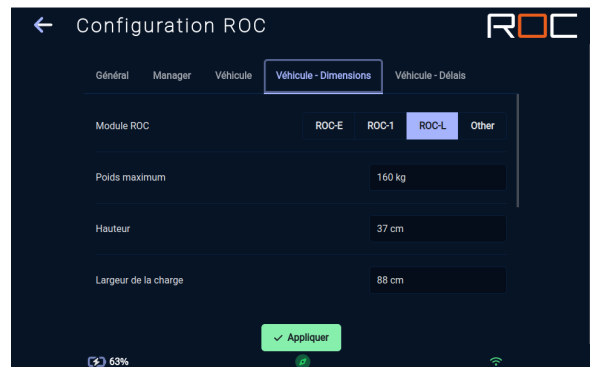 Configuration ROC
ROC
Général Manager Véhicule Véhicule - Dimensions Véhicule - Délais
Module ROC ROC-E ROC-1 ROC-L Other
Poids maximum 160 kg
Hauteur 37 cm
Largeur de la charge 88 cm
Appliquer
63%